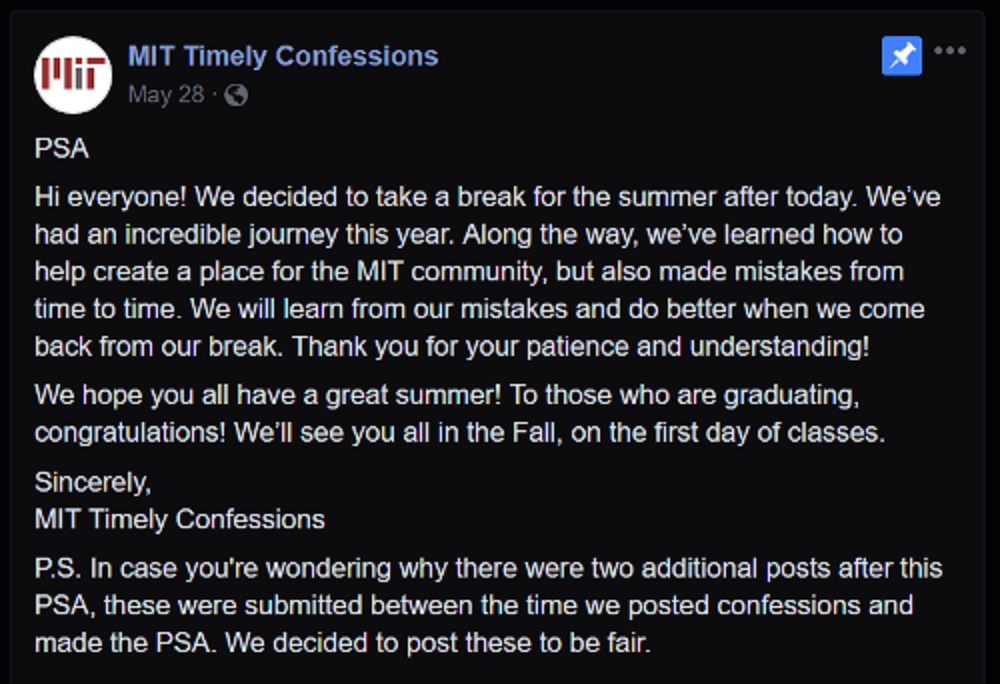 MIT
MIT Timely Confessions
May 28 ·
PSA
Hi everyone! We decided to take a break for the summer after today. We’ve
had an incredible journey this year. Along the way, we’ve learned how to
help create a place for the MIT community, but also made mistakes from
time to time. We will learn from our mistakes and do better when we come
back from our break. Thank you for your patience and understanding!
We hope you all have a great summer! To those who are graduating,
congratulations! We’ll see you all in the Fall, on the first day of classes.
Sincerely,
MIT Timely Confessions
P.S. In case you're wondering why there were two additional posts after this
PSA, these were submitted between the time we posted confessions and
made the PSA. We decided to post these to be fair.